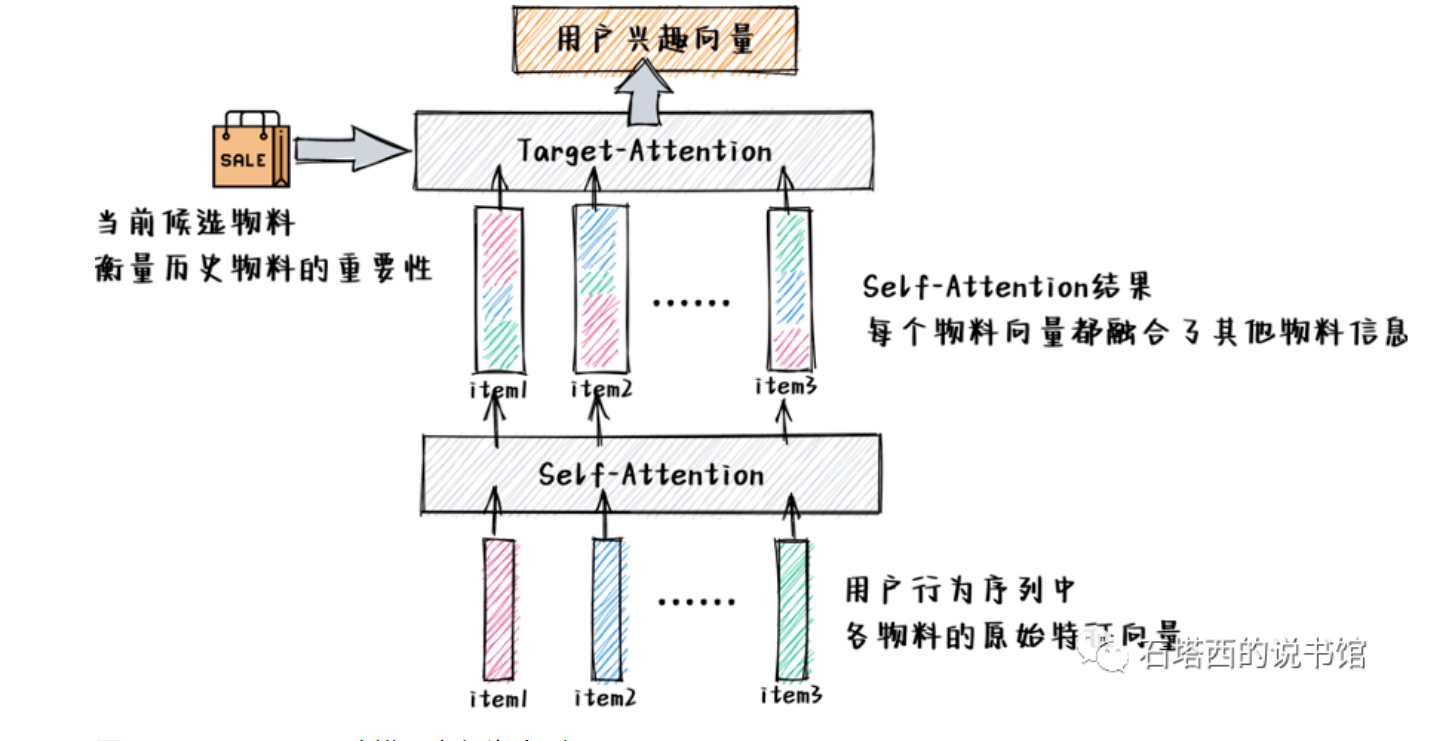 用户兴趣向量
SALE
Target-Attention
当前候选物料
衡量历史物料的重要性
......
Self-Attention结果
每个物料向量都融合了其他物料信息
item1
item2
item3
Self-Attention
......
用户行为序列中
各物料的原始特征向量
石塔西的说书馆
item1
item2
item3